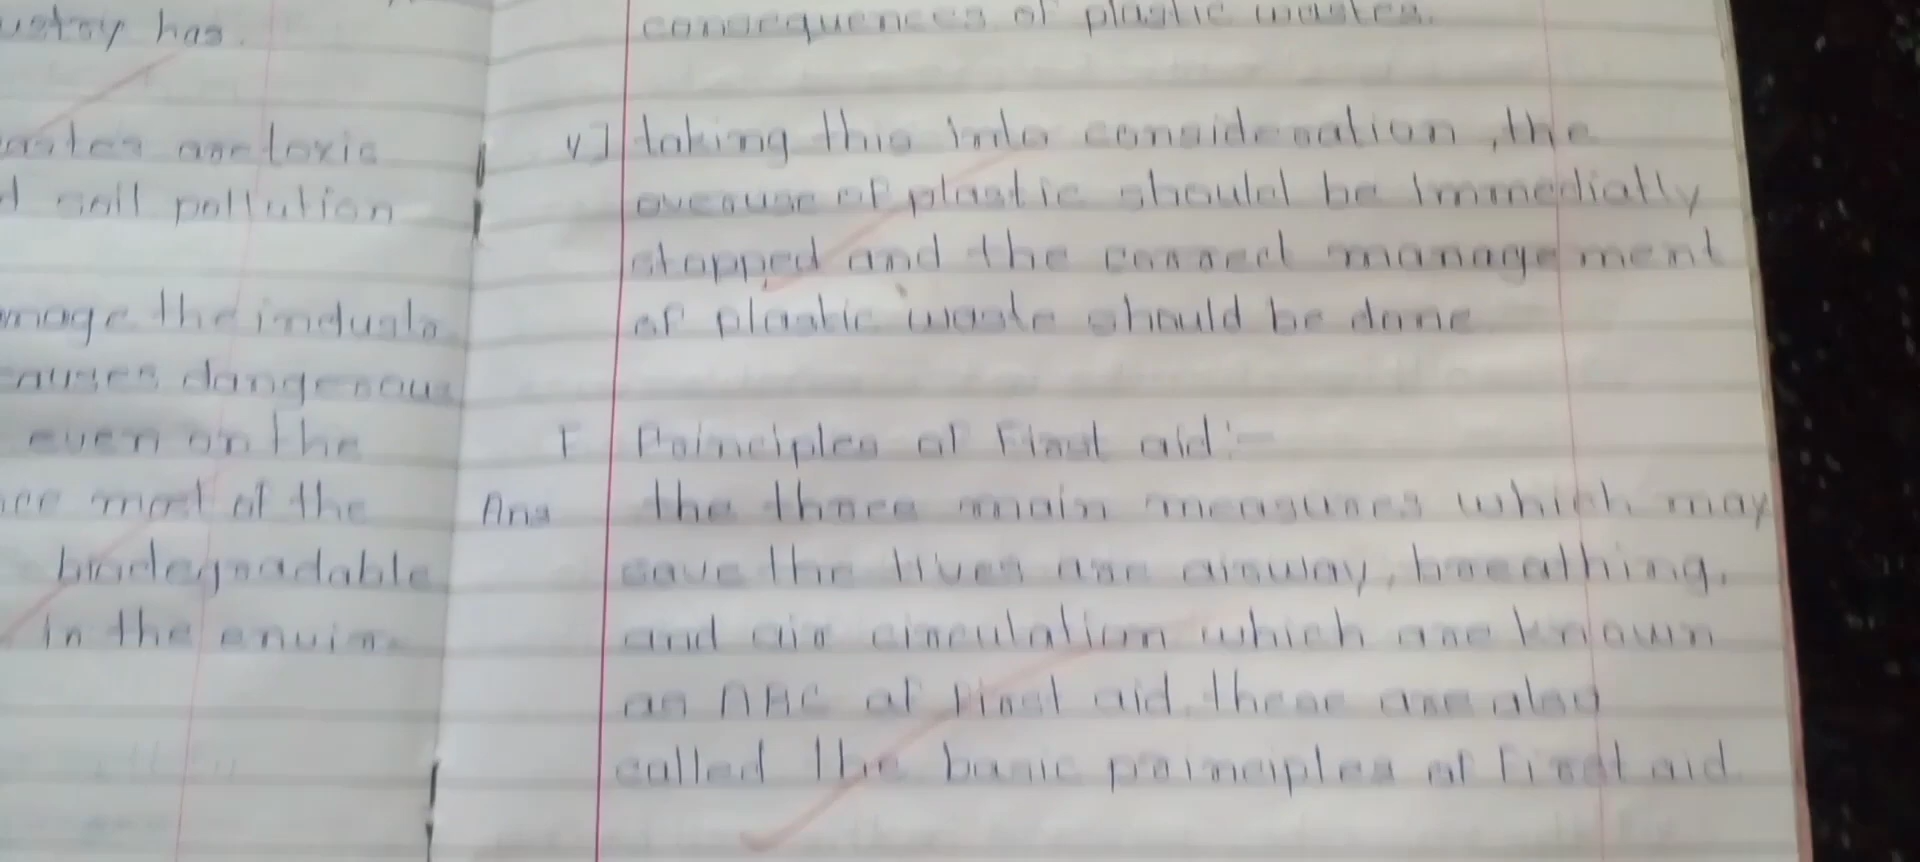 ustry has.
astes are toxic
d soil pollution
mage the industo
causes dangerous
even on the
most of the
biodegradable
in the enviro
consequences of plastic wastes.
v] taking this into consideration, the
overuse of plastic should be Immedially
stopped and the correct management
of plastic waste should be done
F Principles of First aid :-
Ans the three main measures which may
save the lives are airway, breathing,
and air circulation which are known
as ABC of First aid. these are also
called the basic principles of First aid.